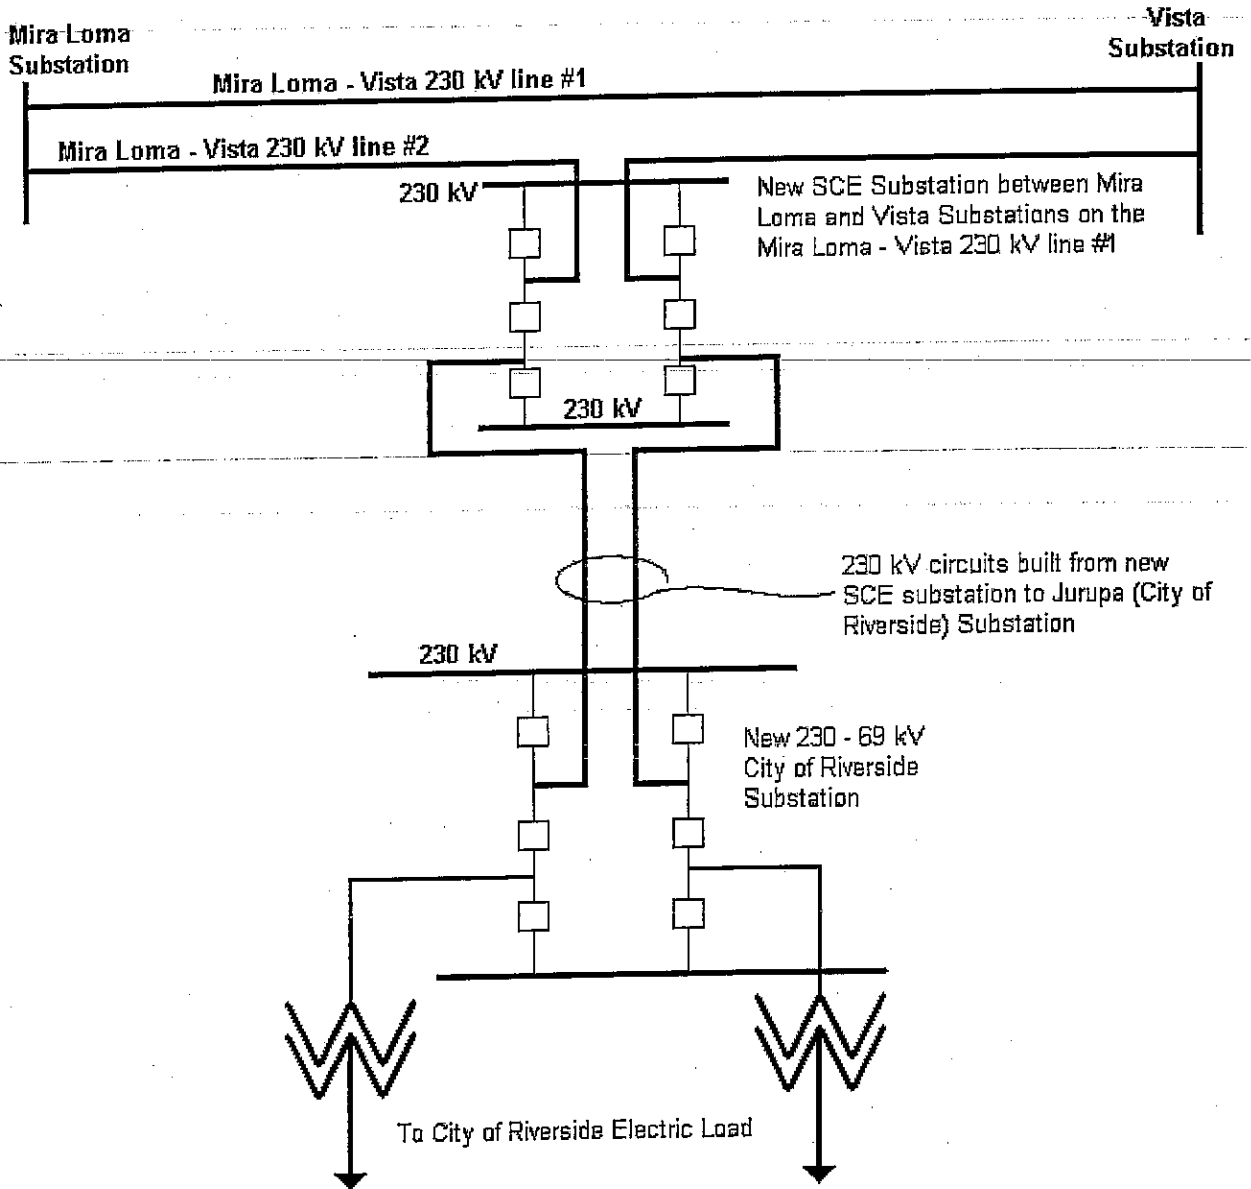 Mira Loma
Substation
Vista
Substation
Mira Loma - Vista 230 kV line #1
Mira Loma - Vista 230 kV line #2
230 kV
New SCE Substation between Mira
Loma and Vista Substations on the
Mira Loma - Vista 230 kV line #1
230 kV
230 kV circuits built from new
SCE substation to Jurupa (City of
Riverside) Substation
230 kV
New 230 - 69 kV
City of Riverside
Substation
To City of Riverside Electric Load